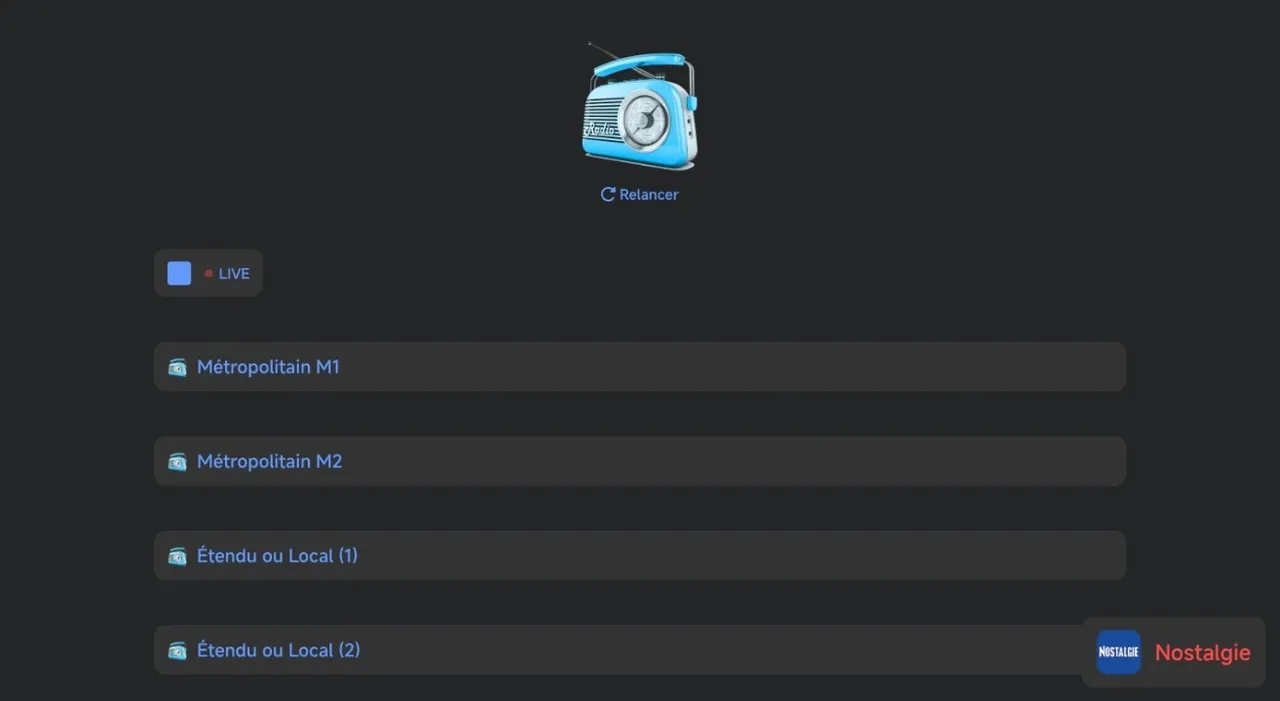 Radio
Relancer
LIVE
Métropolitain M1
Métropolitain M2
Étendu ou Local (1)
Étendu ou Local (2)
NOSTALGIE
Nostalgie